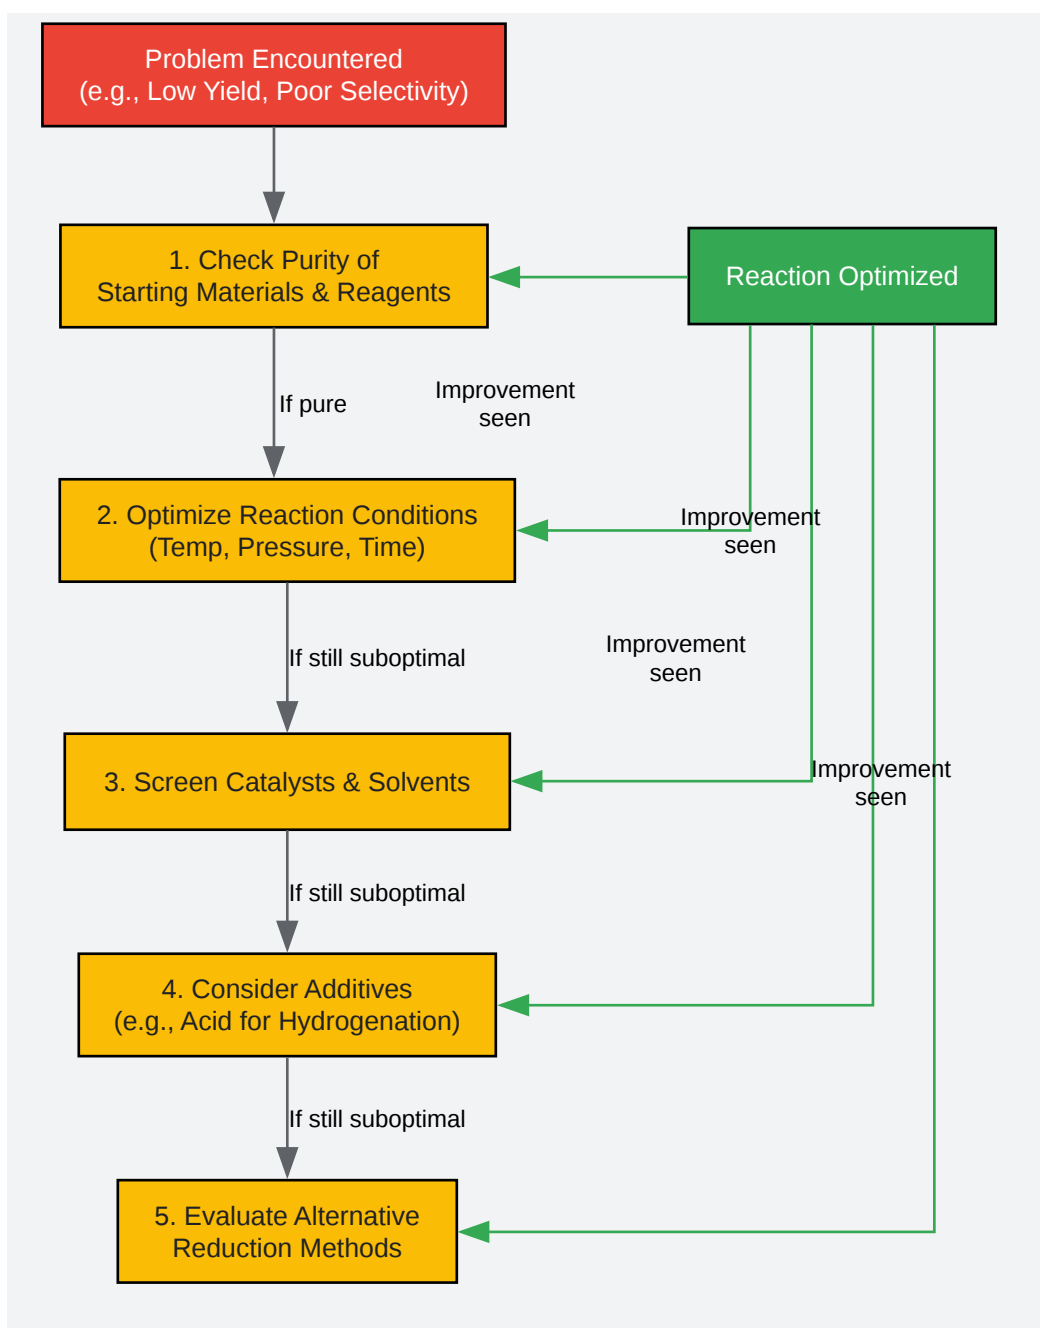 Problem Encountered
(e.g., Low Yield, Poor Selectivity)
1. Check Purity of
Starting Materials & Reagents
Reaction Optimized
If pure
Improvement
seen
2. Optimize Reaction Conditions
(Temp, Pressure, Time)
Improvement
seen
If still suboptimal
Improvement
seen
3. Screen Catalysts & Solvents
Improvement
seen
If still suboptimal
4. Consider Additives
(e.g., Acid for Hydrogenation)
If still suboptimal
5. Evaluate Alternative
Reduction Methods